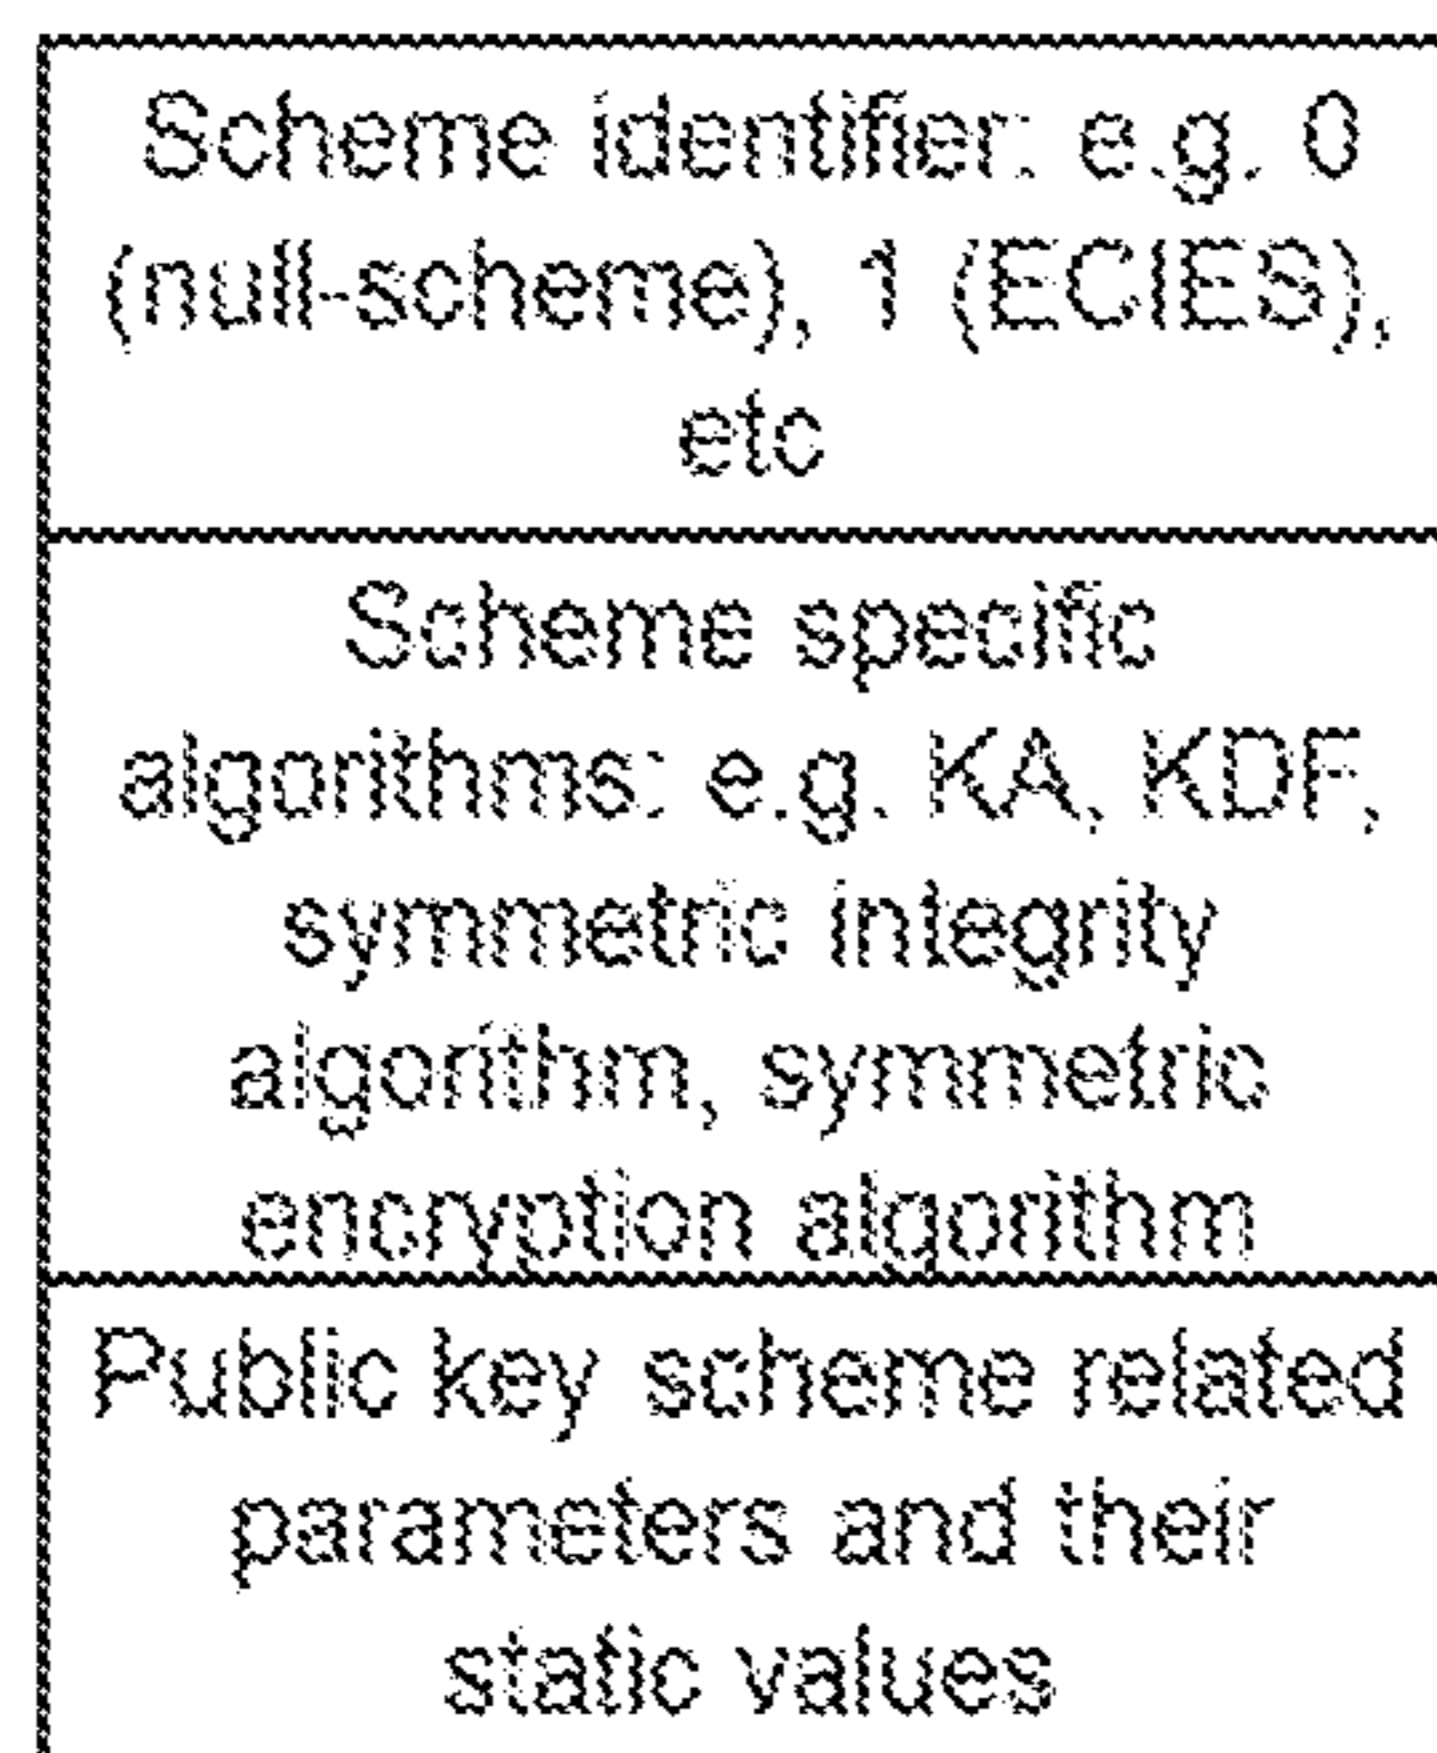 Scheme identifier: e.g. 0
(null-scheme), 1 (ECIES),
etc
Scheme specific
algorithms: e.g. KA, KDF,
symmetric integrity
algorithm, symmetric
encryption algorithm
Public key scheme related
parameters and their
static values